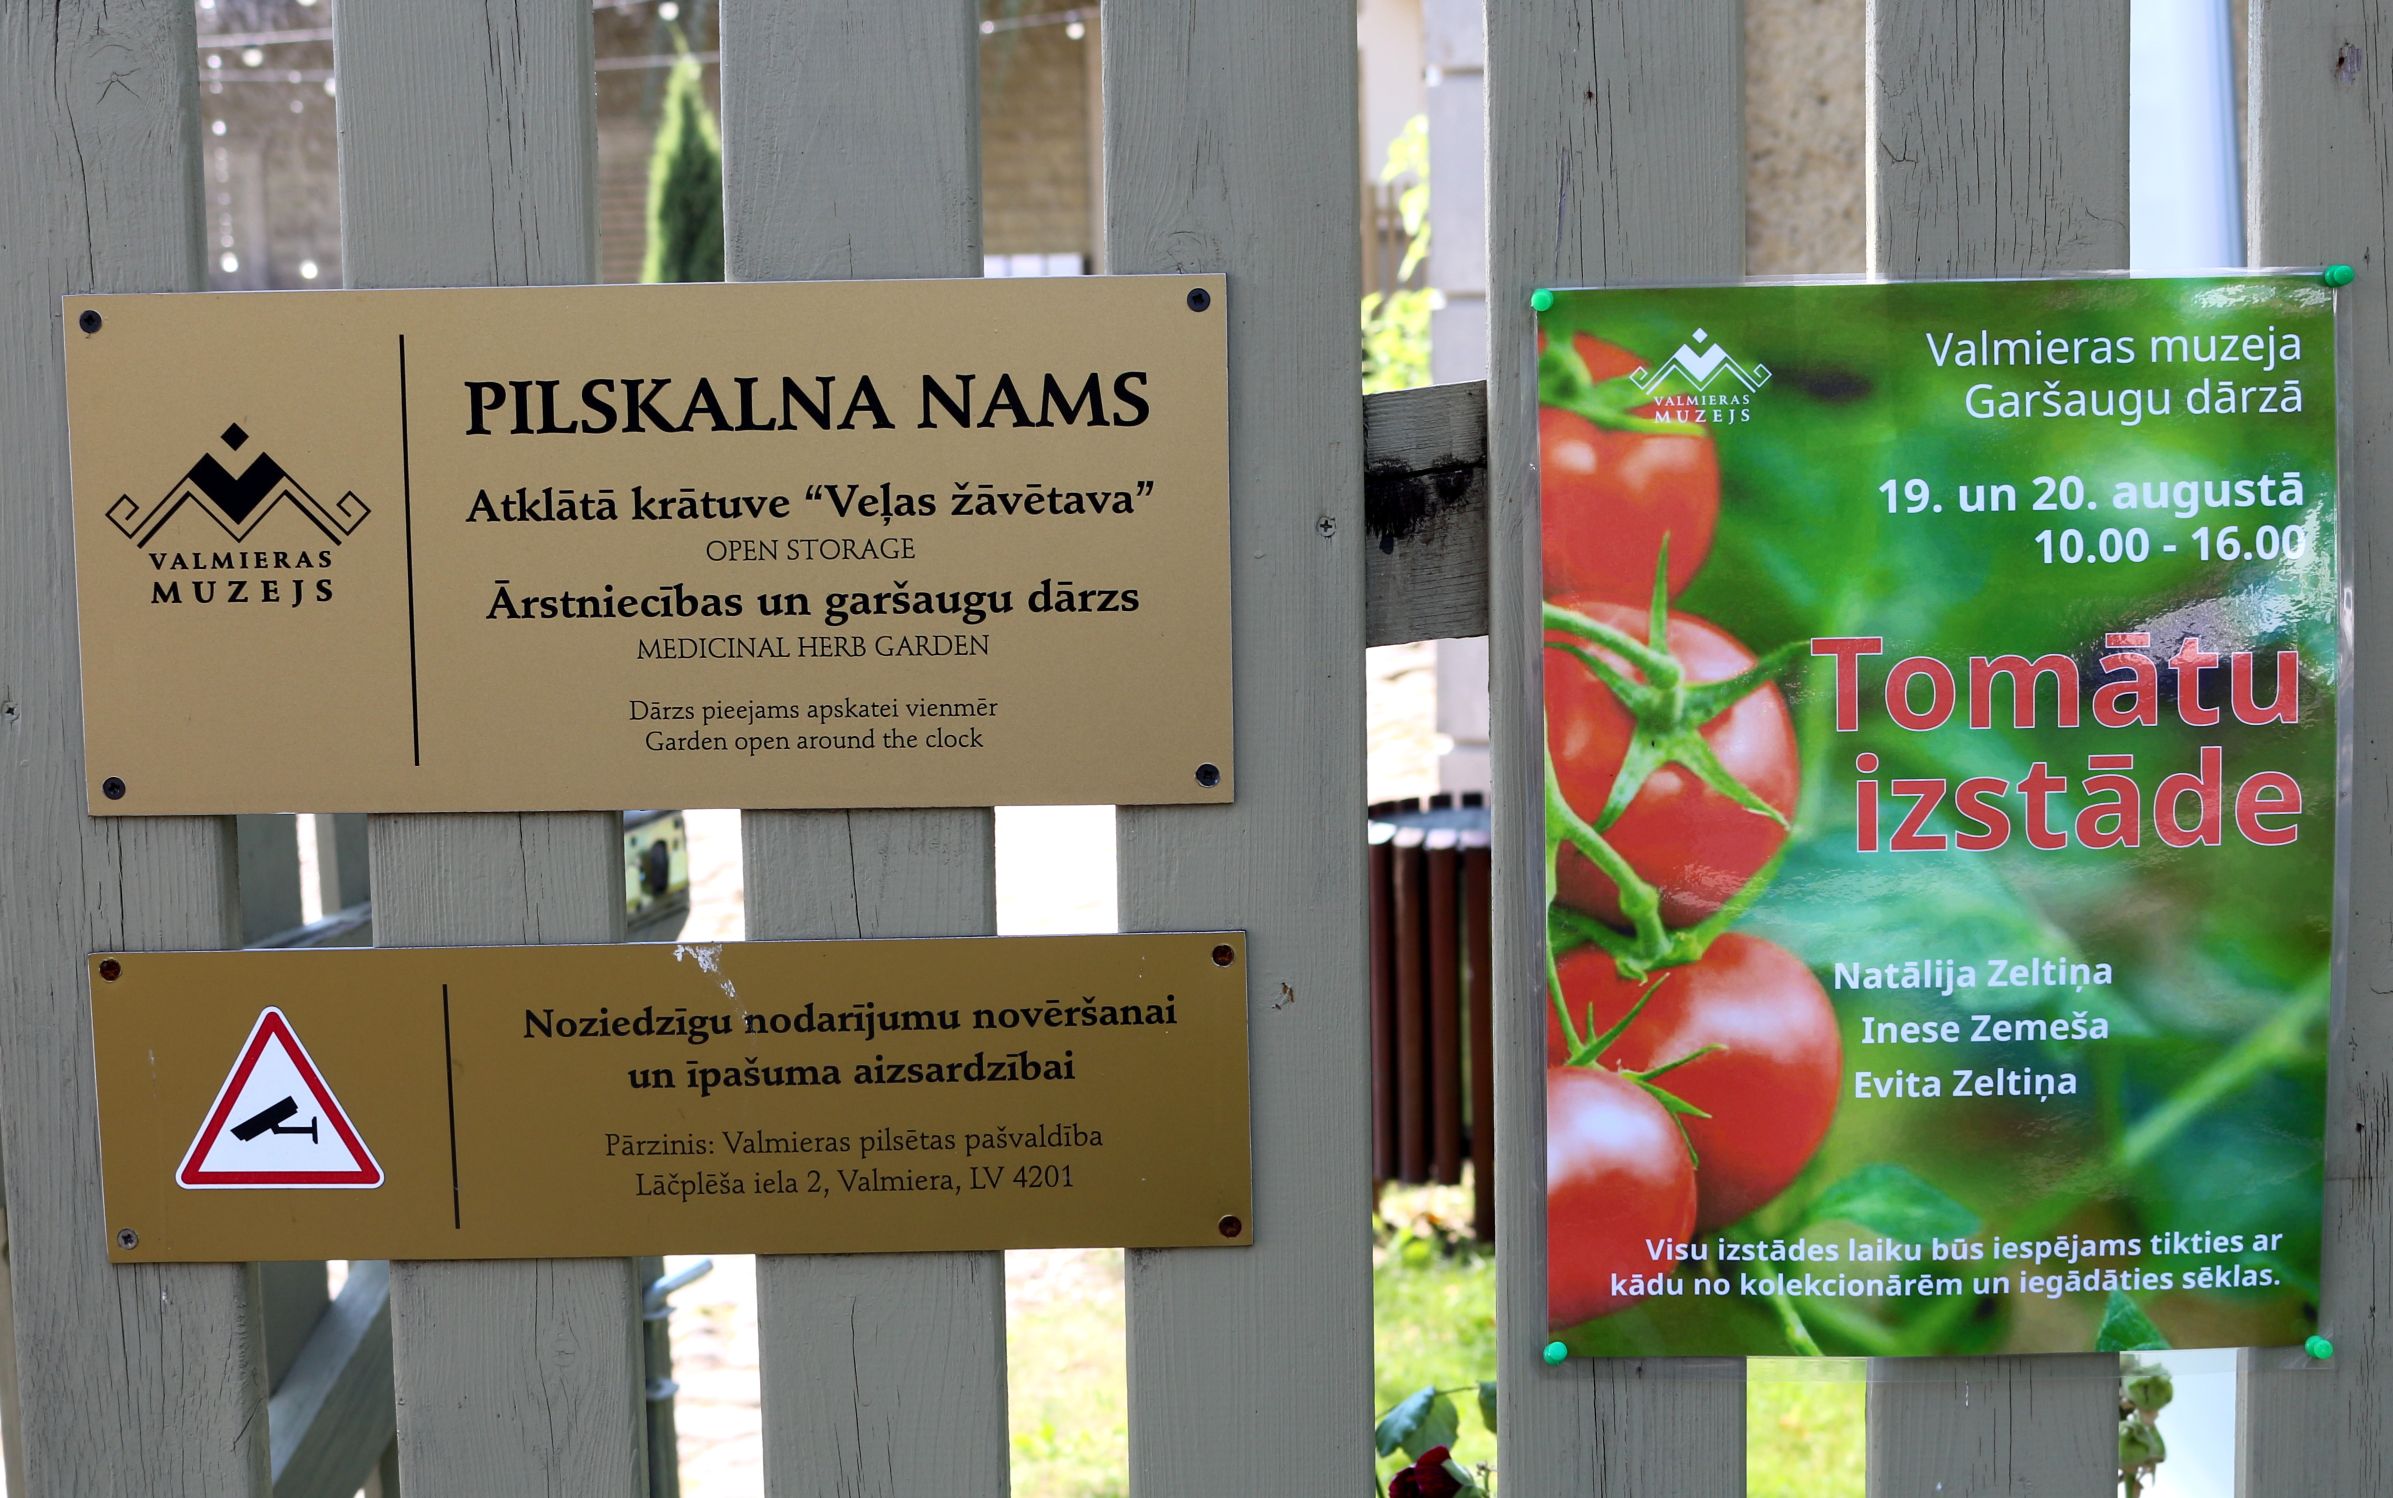 VALMIERAS
MUZEJS
PILSKALNA NAMS
Atklātā krātuve “Veļas žāvētava”
OPEN STORAGE
Ārstniecības un garšaugu dārzs
MEDICINAL HERB GARDEN
Dārzs pieejams apskatei vienmēr
Garden open around the clock
Noziedzīgu nodarījumu novēršanai
un īpašuma aizsardzībai
Pārzinis: Valmieras pilsētas pašvaldība
Lāčplēša iela 2, Valmiera, LV 4201
VALMIERAS
MUZEJS
Valmieras muzeja
Garšaugu dārzā
19. un 20. augustā
10.00 - 16.00
Tomātu
izstāde
Natālija Zeltiņa
Inese Zemeša
Evita Zeltiņa
Visu izstādes laiku būs iespējams tikties ar
kādu no kolekcionārēm un iegādāties sēklas.